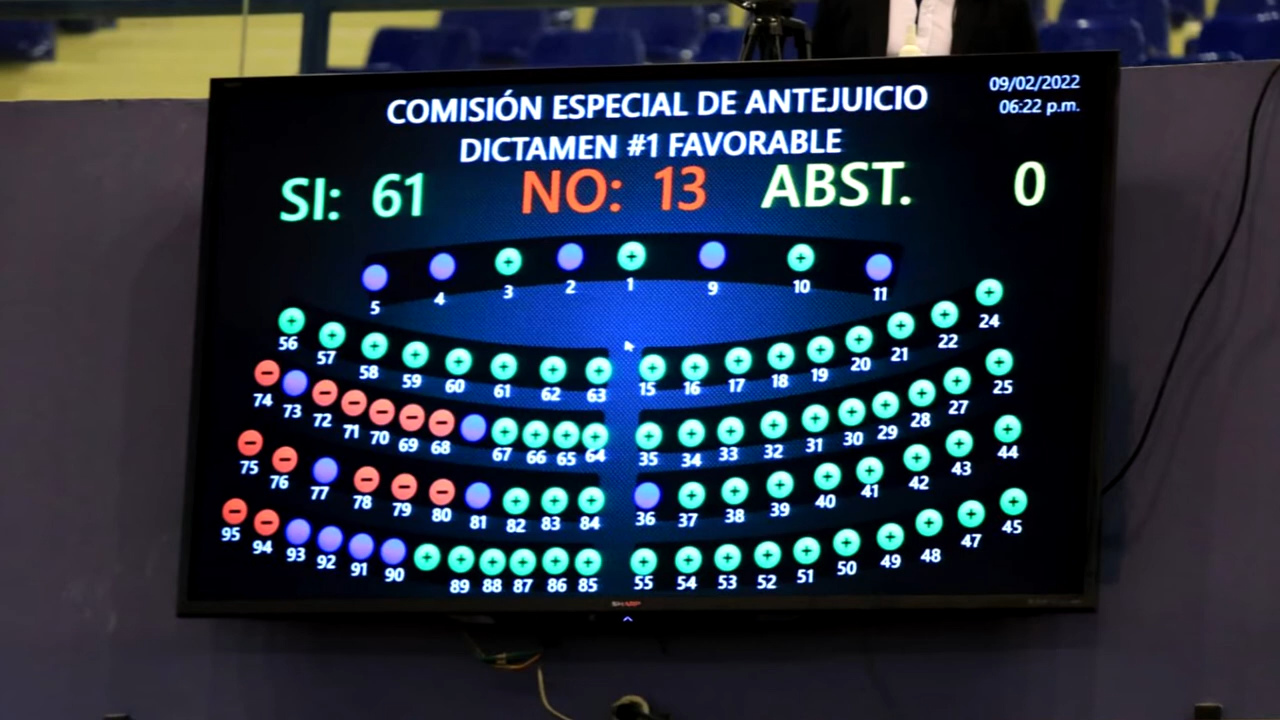 COMISIÓN ESPECIAL DE ANTEJUICIO
09/02/2022
06:22 p.m.
DICTAMEN #1 FAVORABLE
SI: 61 NO: 13 ABST. 0
5 4 3 2 1 9 10 11
56 57 58 59 60 61 62 63 15 16 17 18 19 20 21 22 24
74 73 72 71 70 69 68 67 66 65 64 35 34 33 32 31 30 29 28 27 25
75 76 77 78 79 80 81 82 83 84 36 37 38 39 40 41 42 43 44
95 94 93 92 91 90 89 88 87 86 85 55 54 53 52 51 50 49 48 47 45
SHARP